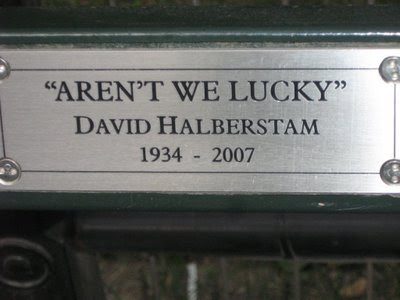 “AREN’T WE LUCKY”
DAVID HALBERSTAM
1934 - 2007